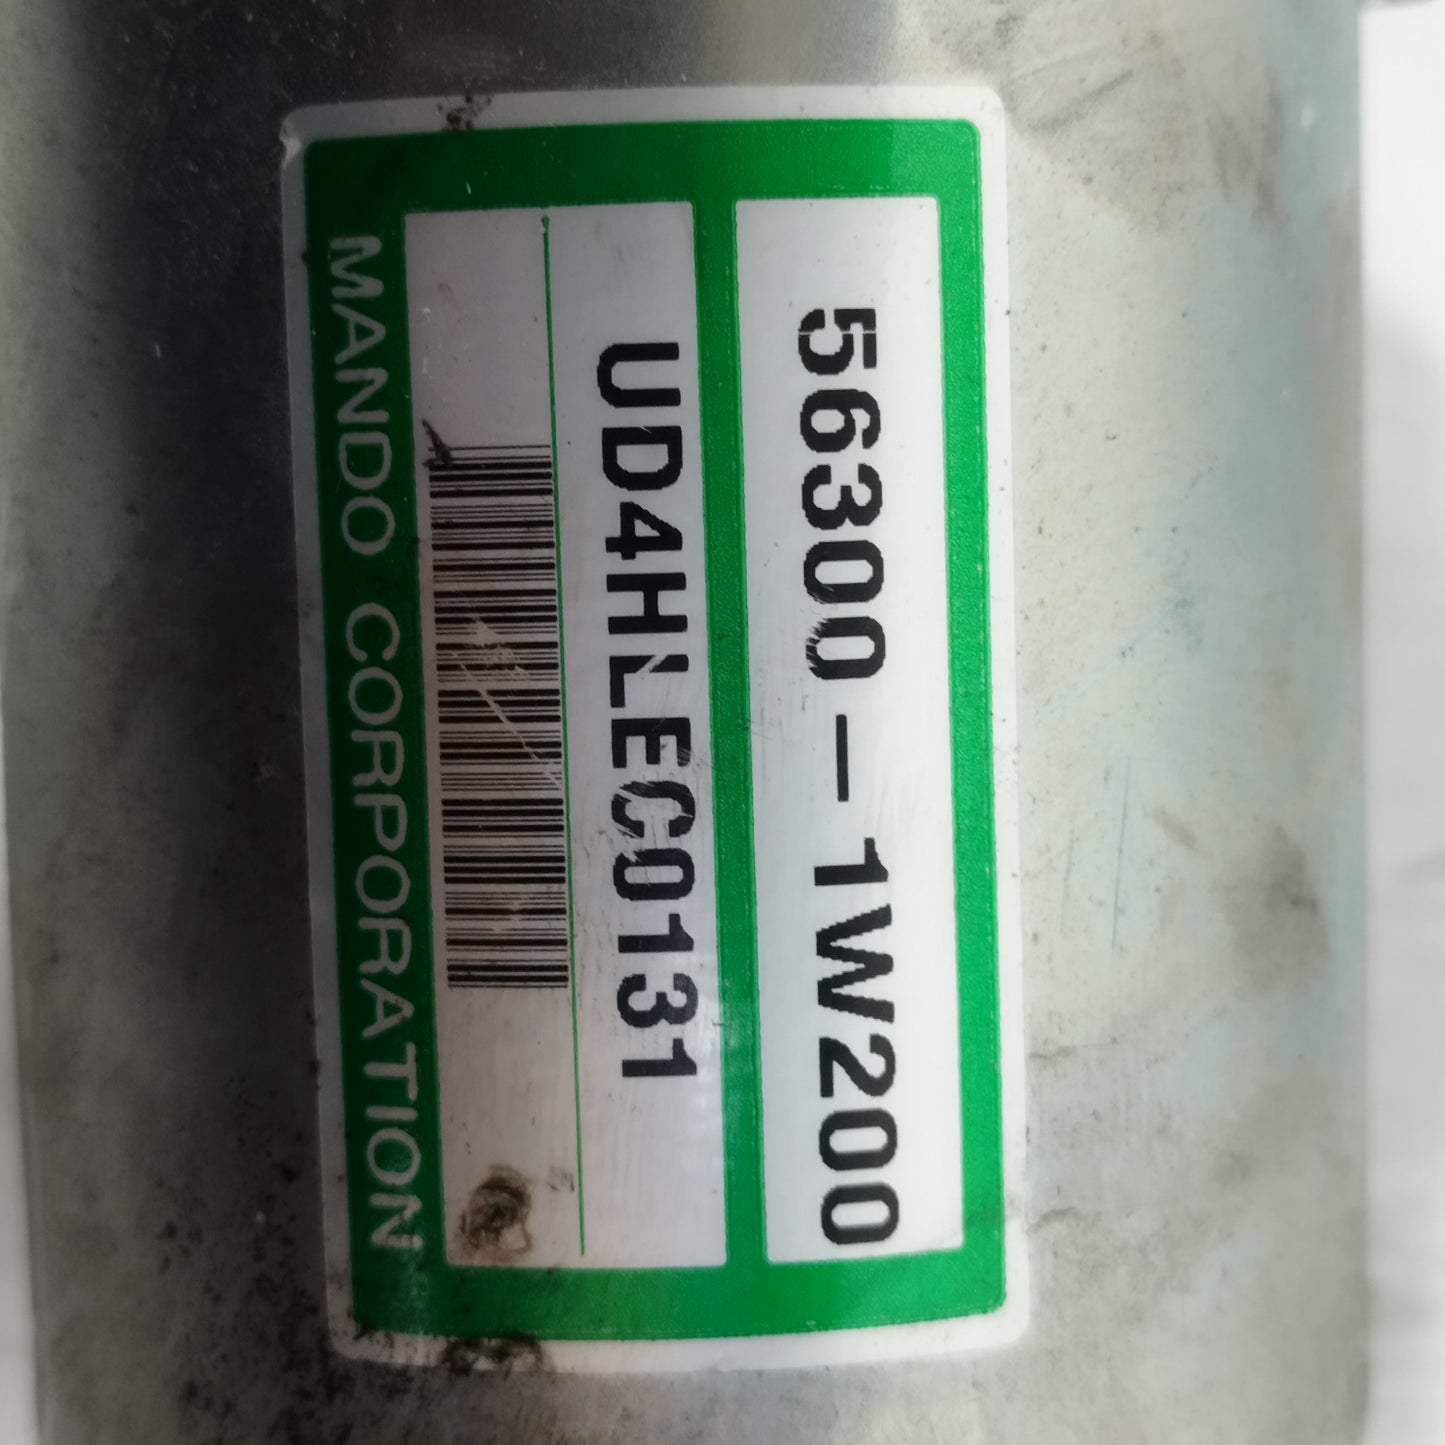 56300-1W200
UD4HLEC0131
MANDO CORPORATION